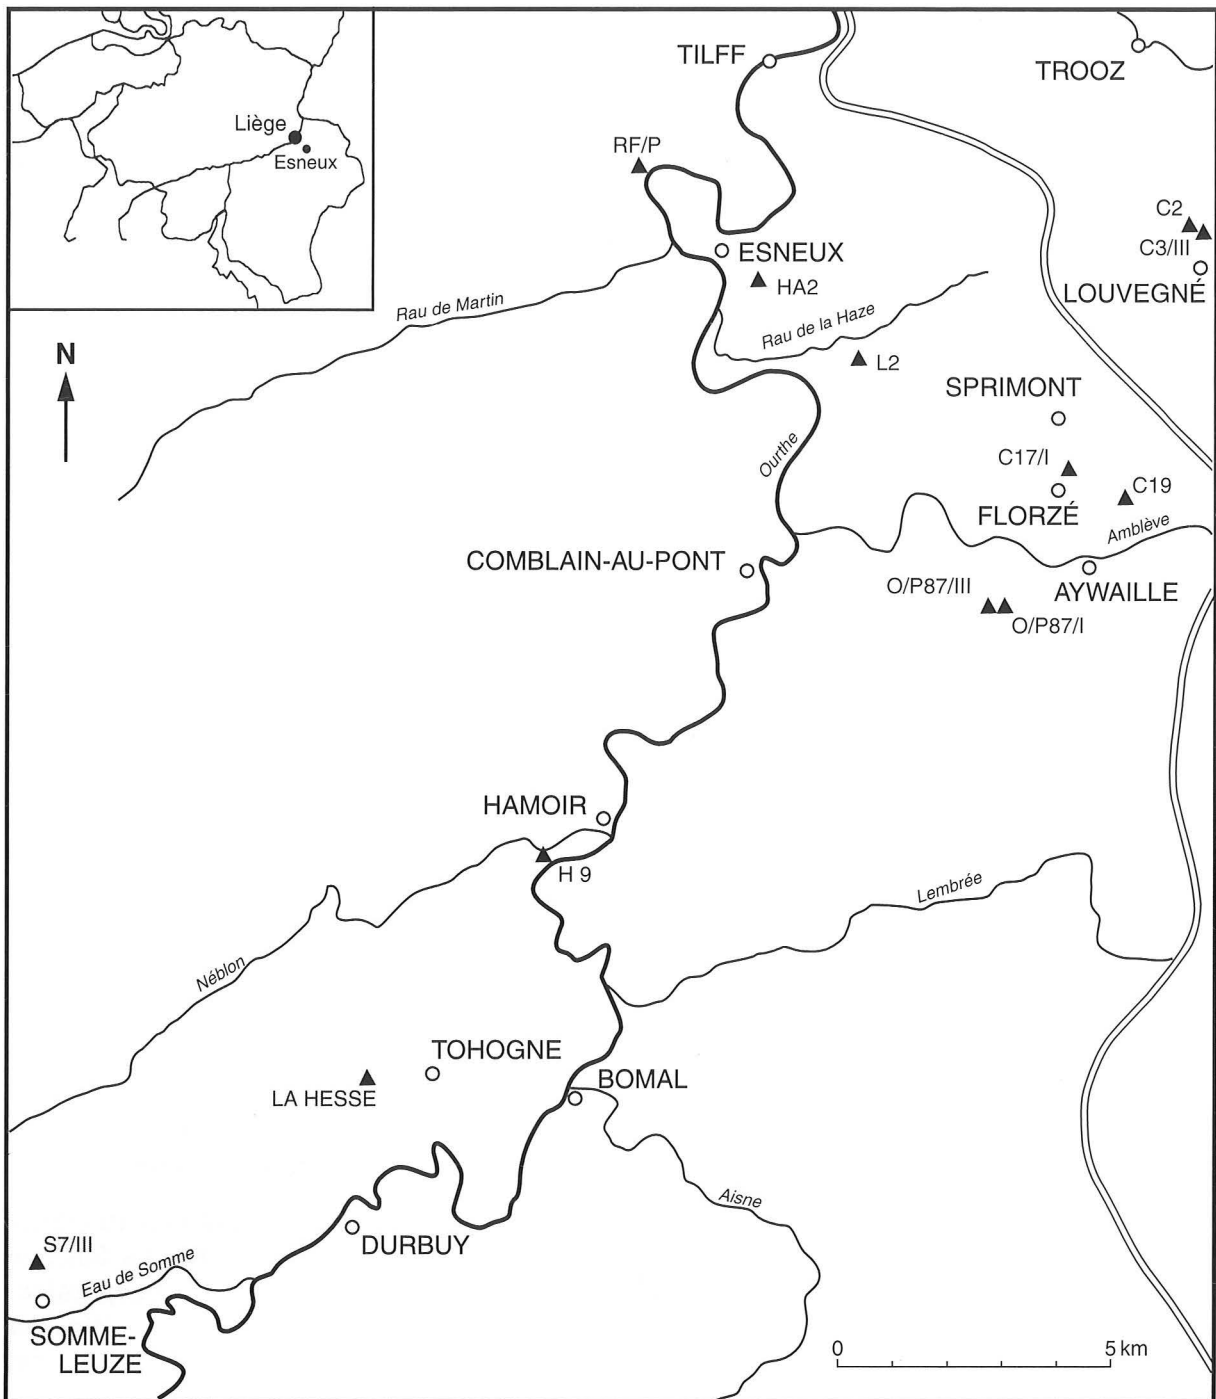 TILFF
TROOZ
Liège
Esneux
RF/P
C2
C3/III
ESNEUX
HA2
LOUVEGNÉ
Rau de Martin
Rau de la Haze
N
L2
SPRIMONT
Ourthe
C17/I
C19
FLORZÉ
Amblève
COMBLAIN-AU-PONT
O/P87/III
AYWAILLE
O/P87/I
HAMOIR
H 9
Lembrée
Néblon
TOHOGNE
BOMAL
LA HESSE
Aisne
S7/III
DURBUY
Eau de Somme
SOMME-
LEUZE
0 5 km